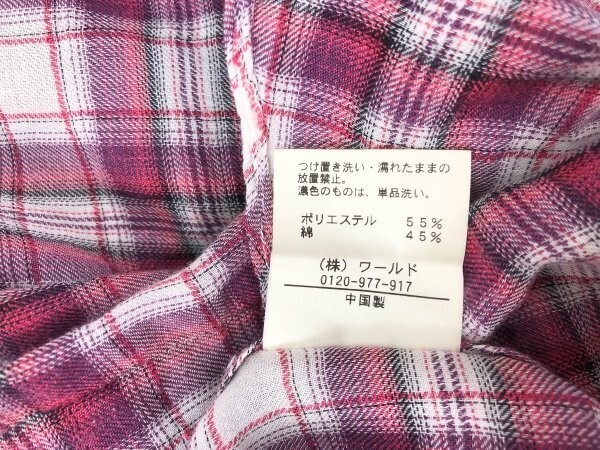 つけ置き洗い・濡れたままの
放置禁止。
濃色のものは、単品洗い。
ポリエステル ５５％
綿 ４５％
（株）ワールド
0120-977-917
中国製